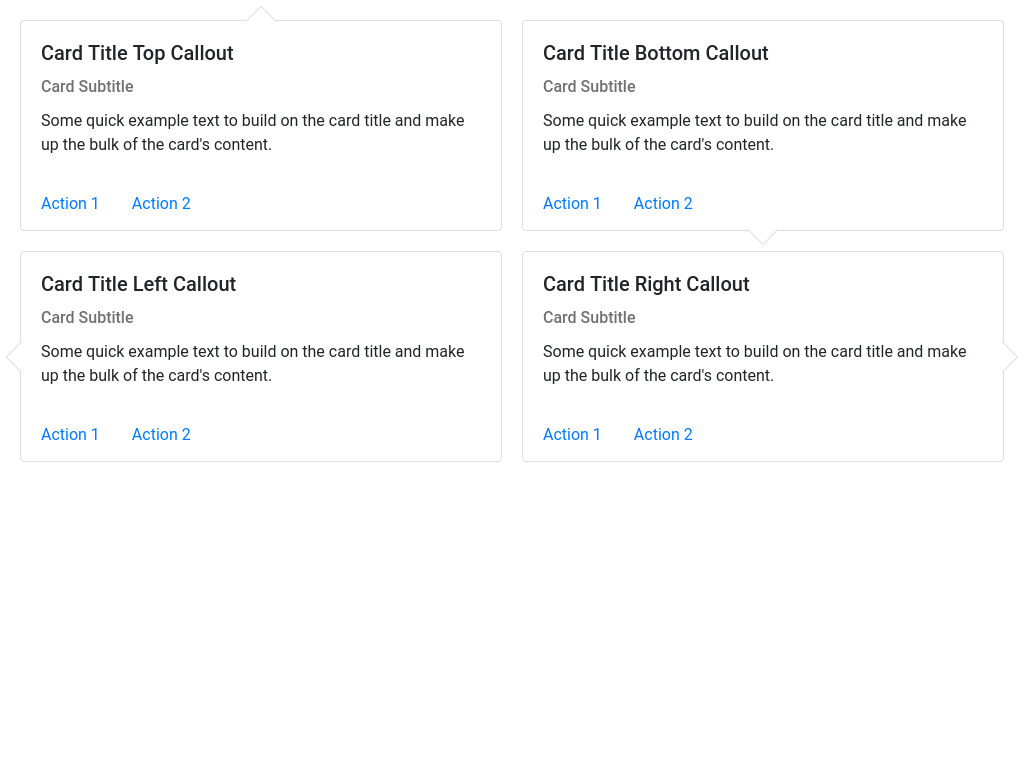 Card Title Top Callout
Card Subtitle
Some quick example text to build on the card title and make
up the bulk of the card's content.
Action 1 Action 2
Card Title Bottom Callout
Card Subtitle
Some quick example text to build on the card title and make
up the bulk of the card's content.
Action 1 Action 2
Card Title Left Callout
Card Subtitle
Some quick example text to build on the card title and make
up the bulk of the card's content.
Action 1 Action 2
Card Title Right Callout
Card Subtitle
Some quick example text to build on the card title and make
up the bulk of the card's content.
Action 1 Action 2